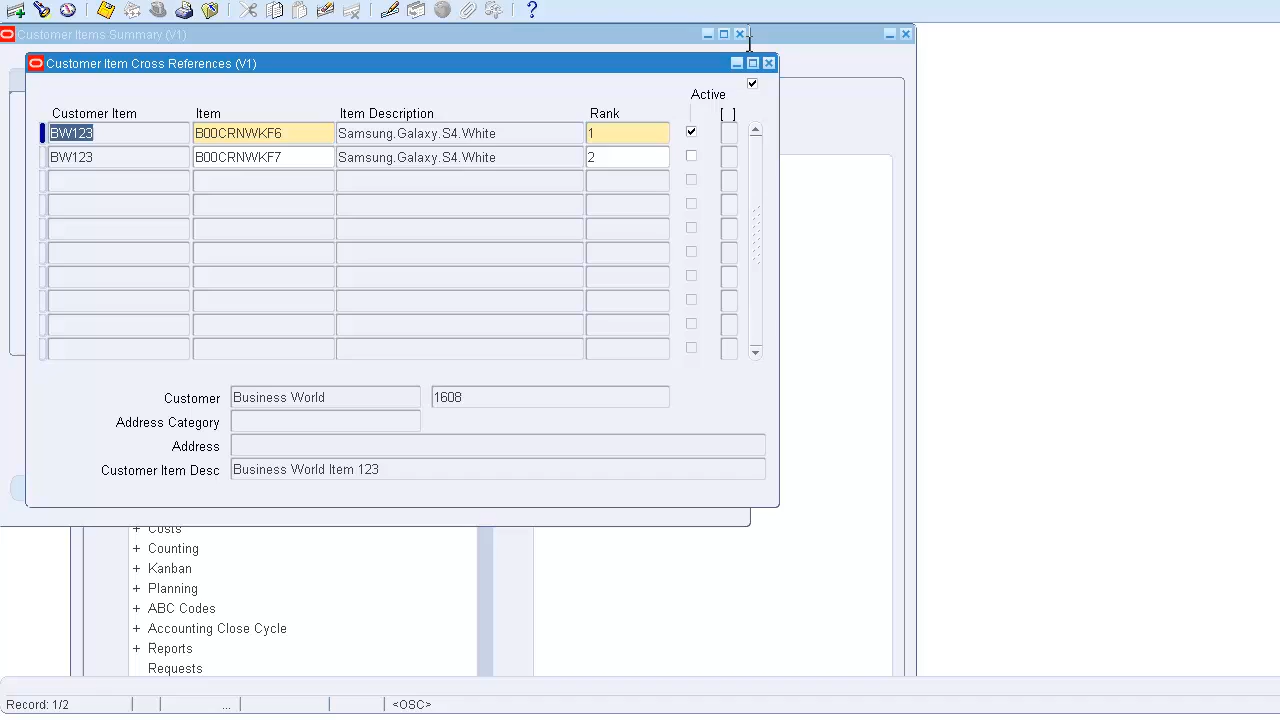 Customer Items Summary (V1)
Customer Item Cross References (V1)
Active
Customer Item Item Item Description Rank [ ]
BW123 B00CRNWKF6 Samsung.Galaxy.S4.White 1
BW123 B00CRNWKF7 Samsung.Galaxy.S4.White 2
Customer Business World 1608
Address Category
Address
Customer Item Desc Business World Item 123
+ Costs
+ Counting
+ Kanban
+ Planning
+ ABC Codes
+ Accounting Close Cycle
+ Reports
Requests
Record: 1/2 ... <OSC>